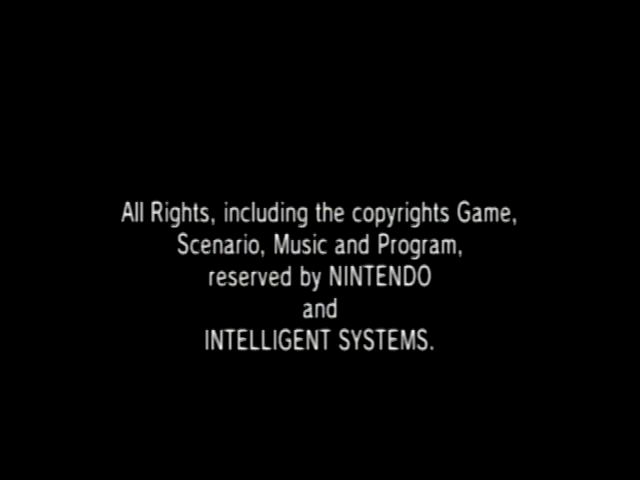 All Rights, including the copyrights Game,
Scenario, Music and Program,
reserved by NINTENDO
and
INTELLIGENT SYSTEMS.